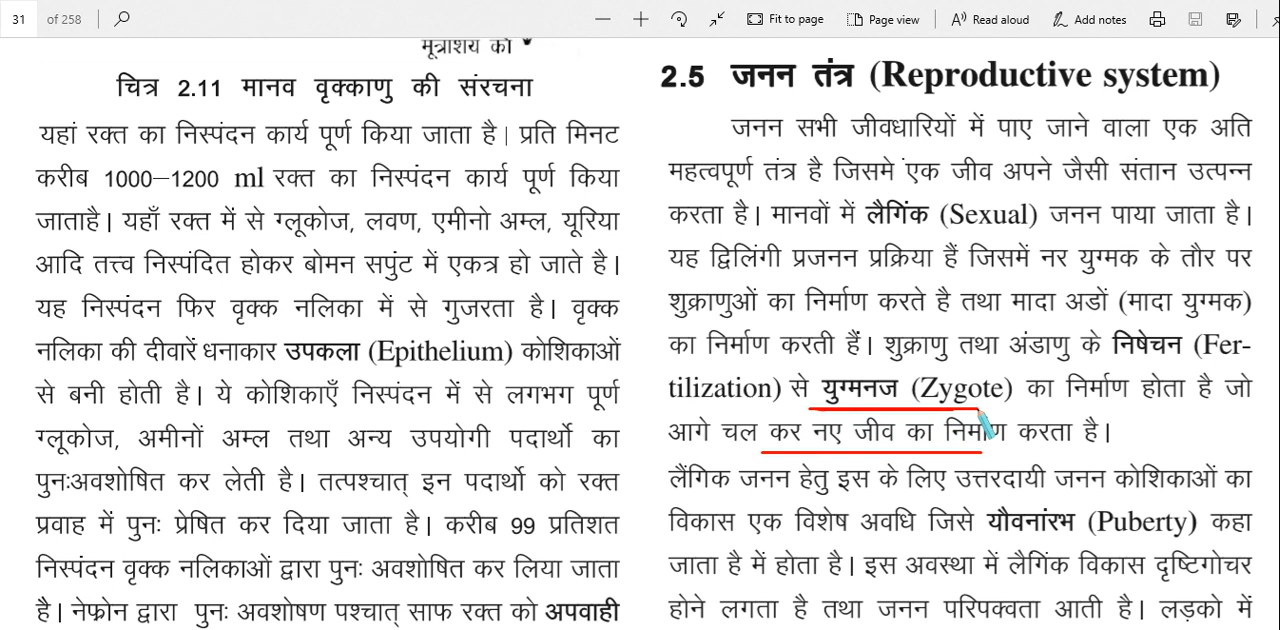 31 of 258 Fit to page Page view Read aloud Add notes
मूत्राशय को
चित्र 2.11 मानव वृक्काणु की संरचना
यहां रक्त का निस्पंदन कार्य पूर्ण किया जाता है। प्रति मिनट
करीब 1000–1200 ml रक्त का निस्पंदन कार्य पूर्ण किया
जाताहै। यहाँ रक्त में से ग्लूकोज, लवण, एमीनो अम्ल, यूरिया
आदि तत्त्व निस्पंदित होकर बोमन सपुंट में एकत्र हो जाते है।
यह निस्पंदन फिर वृक्क नलिका में से गुजरता है। वृक्क
नलिका की दीवारें धनाकार उपकला (Epithelium) कोशिकाओं
से बनी होती है। ये कोशिकाएँ निस्पंदन में से लगभग पूर्ण
ग्लूकोज, अमीनों अम्ल तथा अन्य उपयोगी पदार्थो का
पुनःअवशोषित कर लेती है। तत्पश्चात् इन पदार्थो को रक्त
प्रवाह में पुनः प्रेषित कर दिया जाता है। करीब 99 प्रतिशत
निस्पंदन वृक्क नलिकाओं द्वारा पुनः अवशोषित कर लिया जाता
है। नेफ्रोन द्वारा पुनः अवशोषण पश्चात् साफ रक्त को अपवाही
2.5 जनन तंत्र (Reproductive system)
जनन सभी जीवधारियों में पाए जाने वाला एक अति
महत्वपूर्ण तंत्र है जिसमे एक जीव अपने जैसी संतान उत्पन्न
करता है। मानवों में लैगिंक (Sexual) जनन पाया जाता है।
यह द्विलिंगी प्रजनन प्रक्रिया हैं जिसमें नर युग्मक के तौर पर
शुक्राणुओं का निर्माण करते है तथा मादा अडों (मादा युग्मक)
का निर्माण करती हैं। शुक्राणु तथा अंडाणु के निषेचन (Fer-
tilization) से युग्मनज (Zygote) का निर्माण होता है जो
आगे चल कर नए जीव का निर्माण करता है।
लैंगिक जनन हेतु इस के लिए उत्तरदायी जनन कोशिकाओं का
विकास एक विशेष अवधि जिसे यौवनांरभ (Puberty) कहा
जाता है में होता है। इस अवस्था में लैगिंक विकास दृष्टिगोचर
होने लगता है तथा जनन परिपक्वता आती है। लड़को में